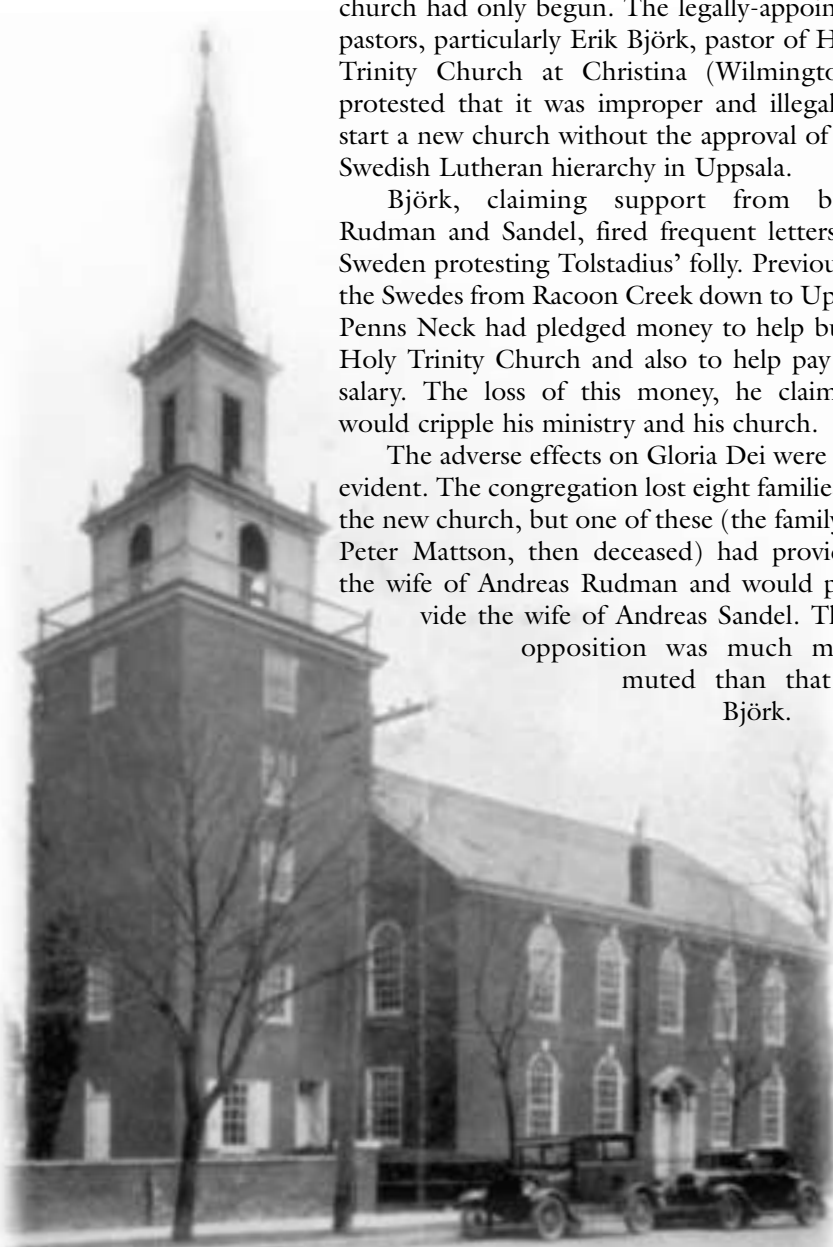 church had only begun. The legally-appoin
pastors, particularly Erik Björk, pastor of H
Trinity Church at Christina (Wilmingto
protested that it was improper and illegal
start a new church without the approval of
Swedish Lutheran hierarchy in Uppsala.
Björk, claiming support from b
Rudman and Sandel, fired frequent letters
Sweden protesting Tolstadius’ folly. Previou
the Swedes from Racoon Creek down to Up
Penns Neck had pledged money to help bu
Holy Trinity Church and also to help pay
salary. The loss of this money, he claim
would cripple his ministry and his church.
The adverse effects on Gloria Dei were
evident. The congregation lost eight familie
the new church, but one of these (the family
Peter Mattson, then deceased) had provi
the wife of Andreas Rudman and would p
vide the wife of Andreas Sandel. Th
opposition was much m
muted than that
Björk.